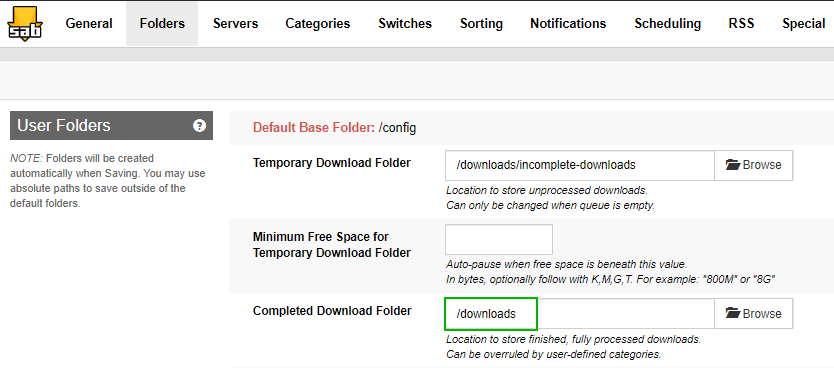 sab General Folders Servers Categories Switches Sorting Notifications Scheduling RSS Special
User Folders ?
NOTE: Folders will be created
automatically when Saving. You may use
absolute paths to save outside of the
default folders.
Default Base Folder: /config
Temporary Download Folder /downloads/incomplete-downloads Browse
Location to store unprocessed downloads.
Can only be changed when queue is empty.
Minimum Free Space for
Temporary Download Folder
Auto-pause when free space is beneath this value.
In bytes, optionally follow with K,M,G,T. For example: "800M" or "8G"
Completed Download Folder /downloads Browse
Location to store finished, fully processed downloads.
Can be overruled by user-defined categories.